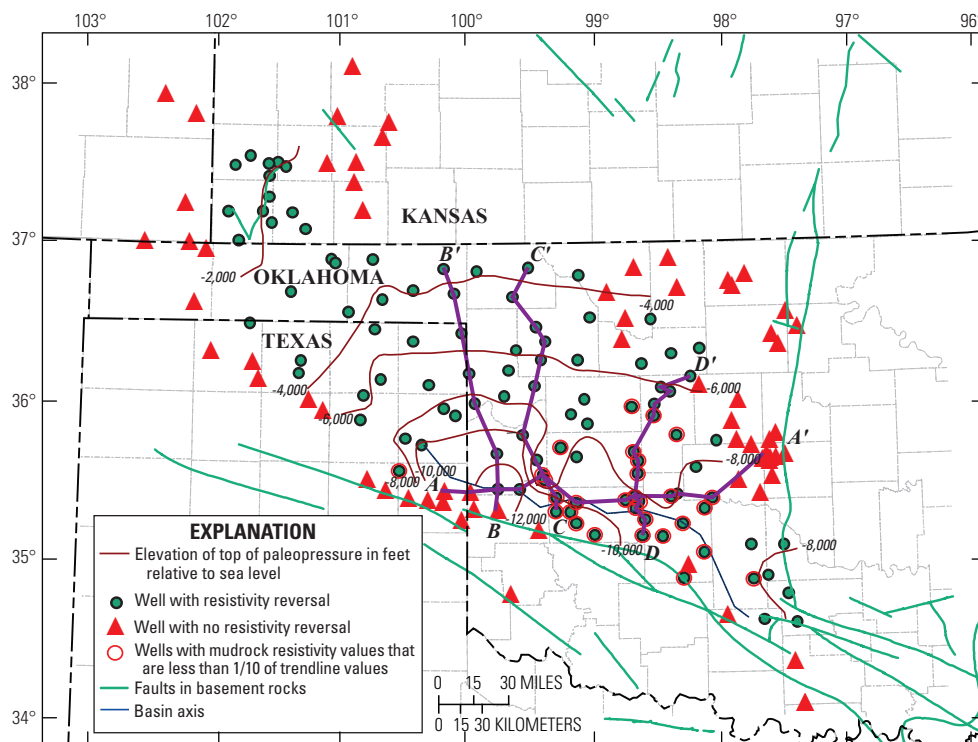 103° 102° 101° 100° 99° 98° 97° 96
38°
KANSAS
37°
B' C'
-2,000
OKLAHOMA
-4,000
TEXAS
D'
-4,000
-6,000
-6,000
36°
A'
-10,000
-8,000
-8,000
A
-12,000
B
C
D
-10,000
-8,000
35°
34°
EXPLANATION
Elevation of top of paleopressure in feet
relative to sea level
Well with resistivity reversal
Well with no resistivity reversal
Wells with mudrock resistivity values that
are less than 1/10 of trendline values
Faults in basement rocks
Basin axis
0 15 30 MILES
0 15 30 KILOMETERS